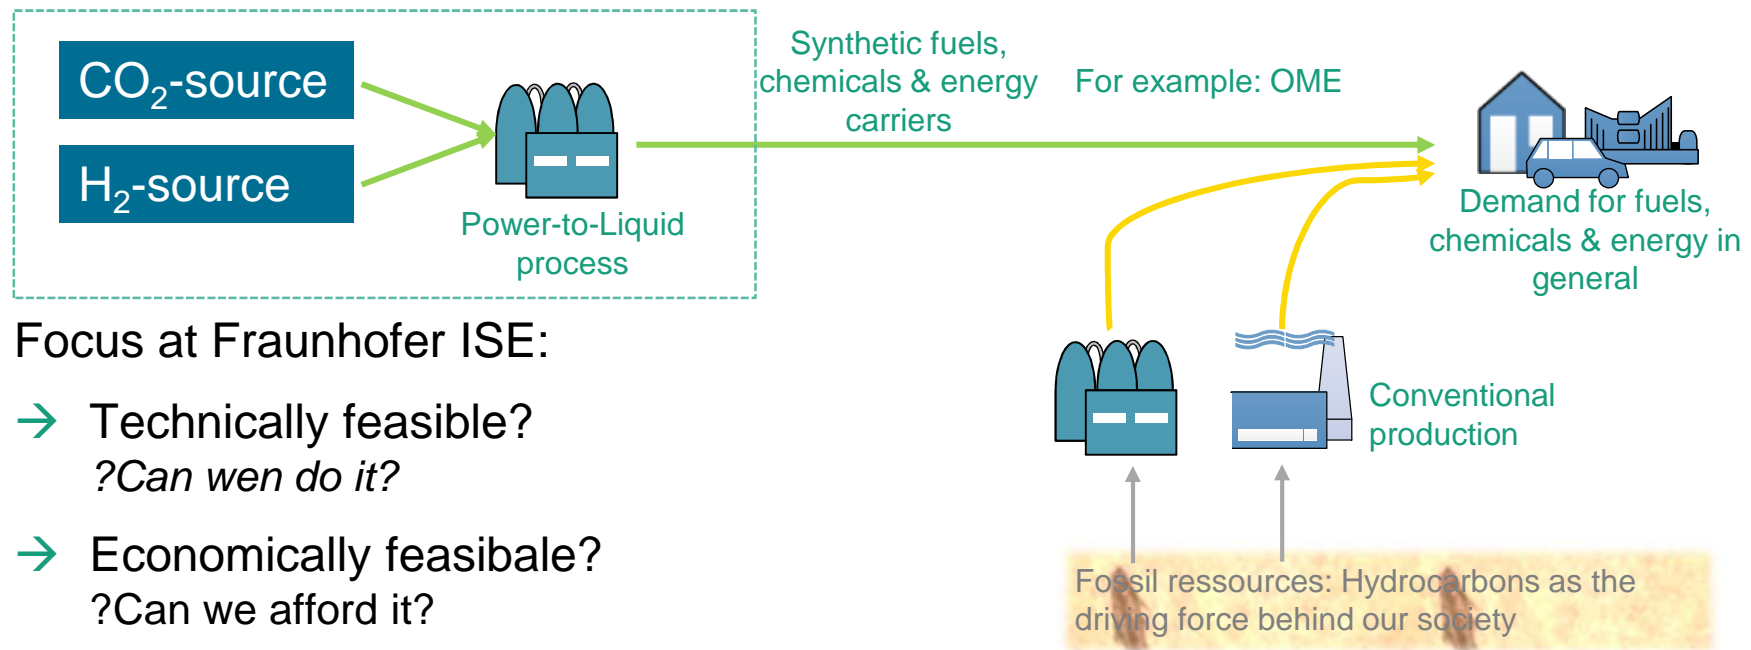 CO₂-source
H₂-source
Power-to-Liquid
process
Synthetic fuels,
chemicals & energy
carriers
For example: OME
Demand for fuels,
chemicals & energy in
general
Focus at Fraunhofer ISE:
→ Technically feasible?
?Can wen do it?
→ Economically feasibale?
?Can we afford it?
Conventional
production
Fossil ressources: Hydrocarbons as the
driving force behind our society